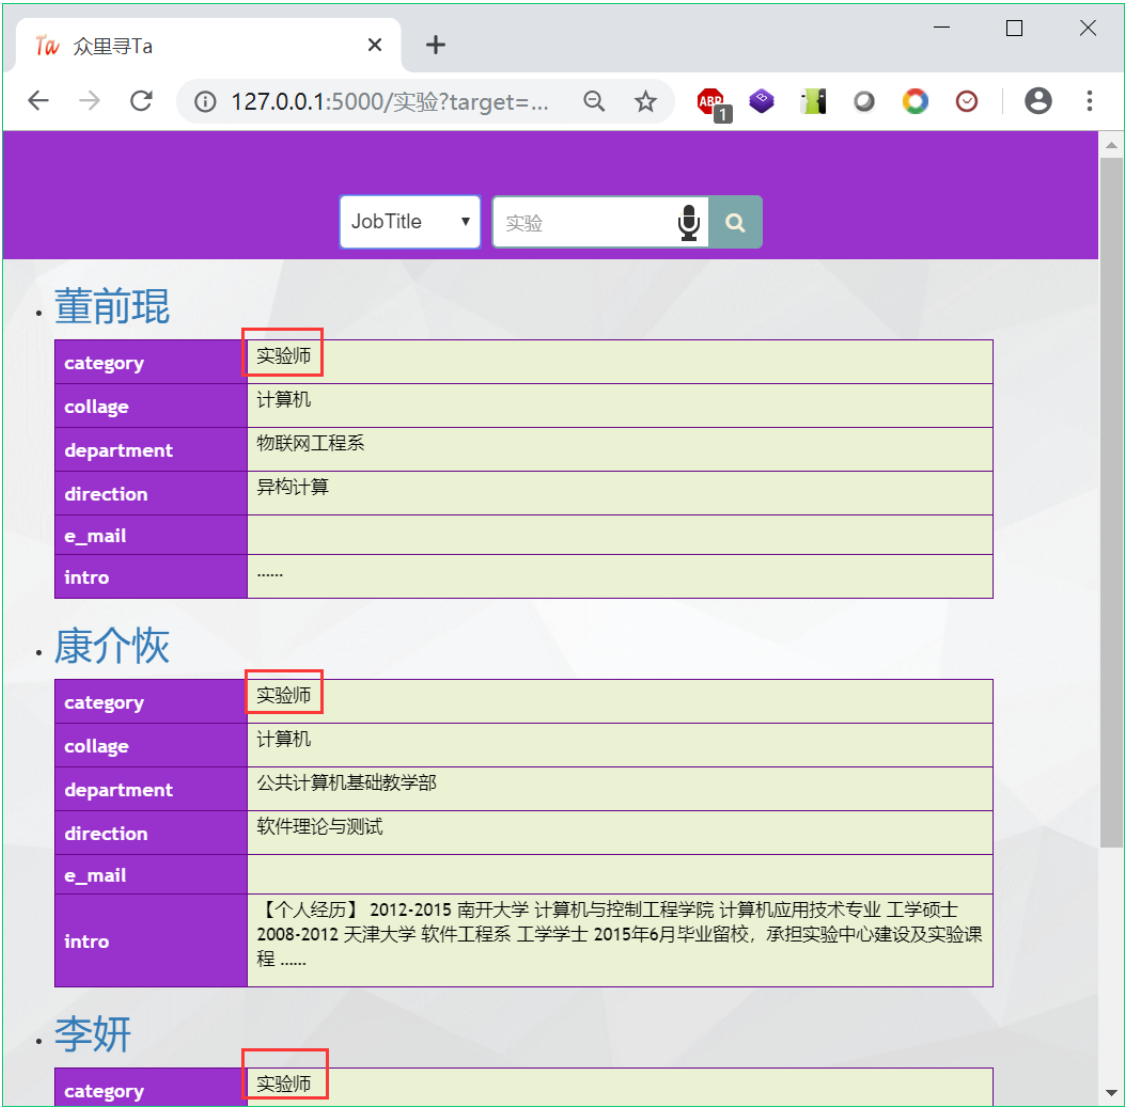 Ta 众里寻Ta
127.0.0.1:5000/实验?target=...
ABP
1
JobTitle
实验
董前琨
category 实验师
collage 计算机
department 物联网工程系
direction 异构计算
e_mail
intro ......
康介恢
category 实验师
collage 计算机
department 公共计算机基础教学部
direction 软件理论与测试
e_mail
intro
【个人经历】 2012-2015 南开大学 计算机与控制工程学院 计算机应用技术专业 工学硕士
2008-2012 天津大学 软件工程系 工学学士 2015年6月毕业留校，承担实验中心建设及实验课
程 ......
李妍
category 实验师